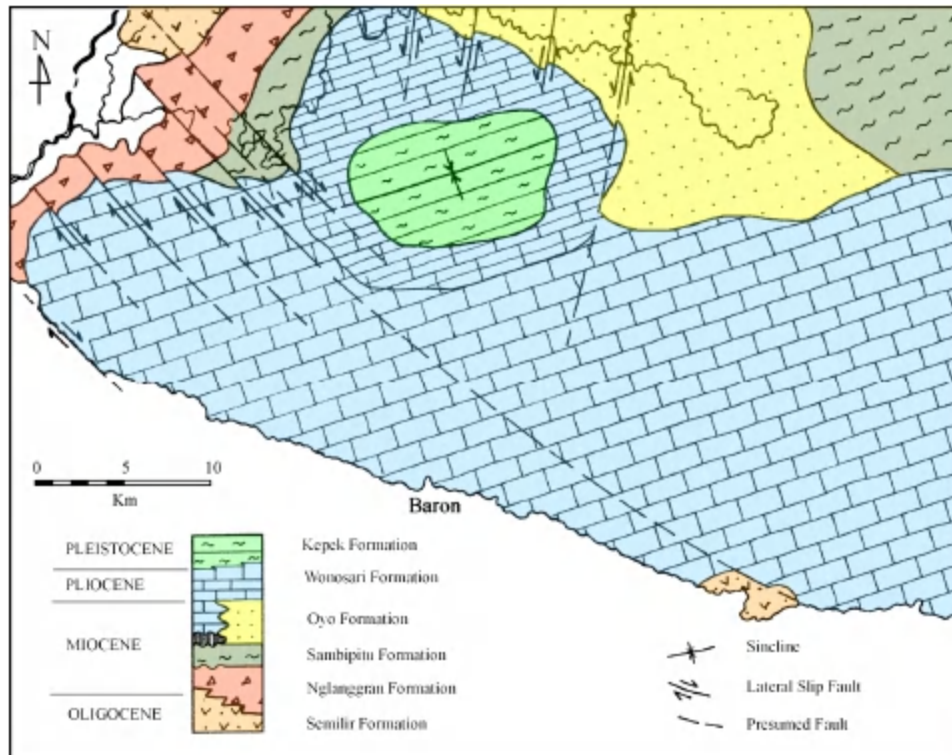 N
0 5 10
Km
Baron
PLEISTOCENE
PLIOCENE
MIOCENE
OLIGOCENE
Kepek Formation
Wonosari Formation
Oyo Formation
Sambipitu Formation
Nglanggran Formation
Semilir Formation
Sincline
Lateral Slip Fault
Presumed Fault